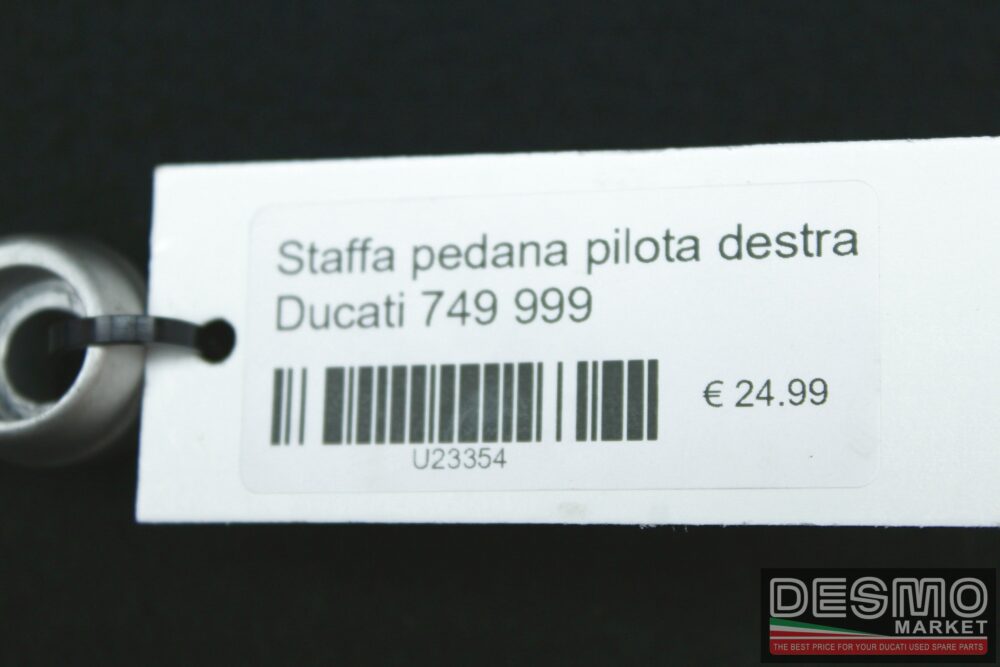 Staffa pedana pilota destra
Ducati 749 999
€ 24.99
U23354
DESMO
MARKET
THE BEST PRICE FOR YOUR DUCATI USED SPARE PARTS